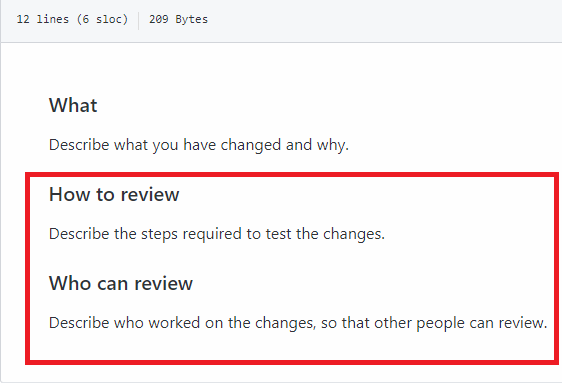 12 lines (6 sloc) 209 Bytes
What
Describe what you have changed and why.
How to review
Describe the steps required to test the changes.
Who can review
Describe who worked on the changes, so that other people can review.